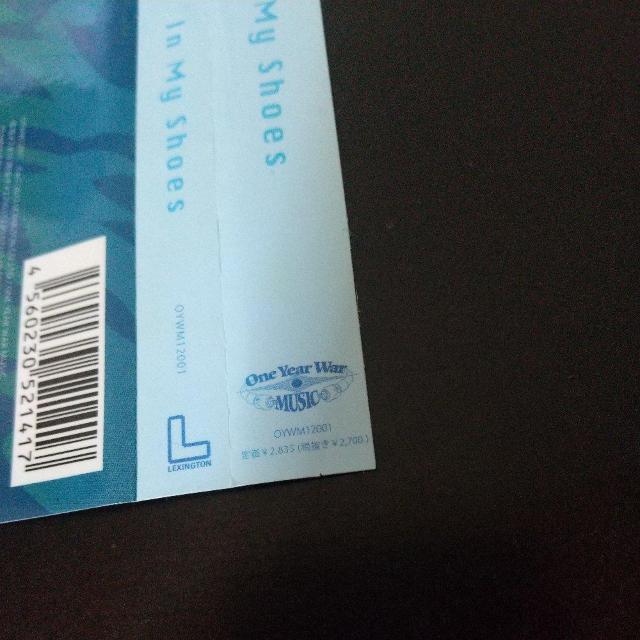 My Shoes
In My Shoes
OYWM12001
LEXINGTON
One Year War
MUSIC
OYWM12001
定価￥2,835(税抜き￥2,700)
4 560230 521417